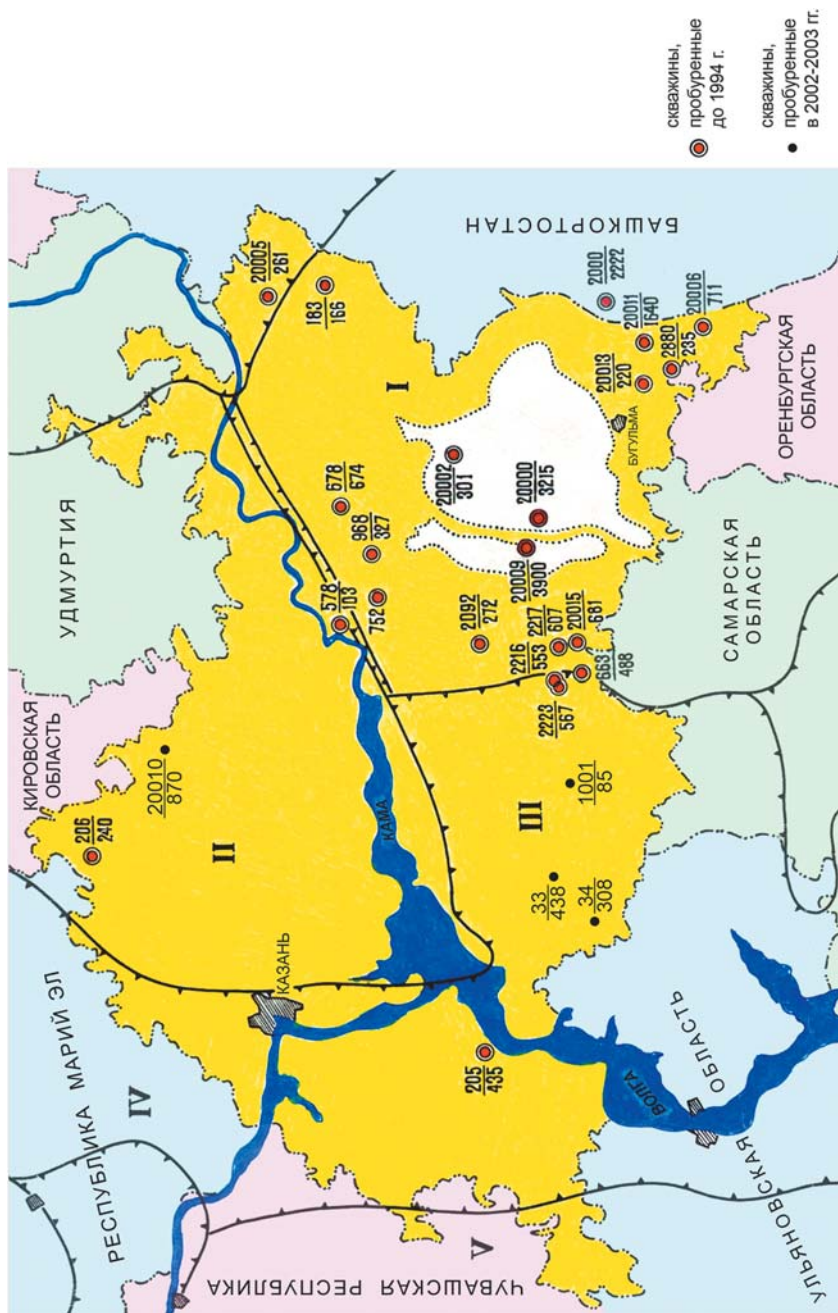 КИРОВСКАЯ
ОБЛАСТЬ
УДМУРТИЯ
РЕСПУБЛИКА МАРИЙ ЭЛ
IV
206
240
20010
870
II
КАЗАНЬ
КАМА
20005
261
183
166
I
578
674
968
327
578
103
752
БАШКОРТОСТАН
20002
301
20000
3215
20009
3900
2092
272
2217
607
2216
553
20015
681
663
488
2223
567
2000
2222
20011
1640
2880
235
20006
711
20013
220
БУГУЛЬМА
1001
85
III
33
438
34
308
205
435
ЧУВАШСКАЯ РЕСПУБЛИКА
V
ВОЛГА
УЛЬЯНОВСКАЯ
ОБЛАСТЬ
САМАРСКАЯ
ОБЛАСТЬ
ОРЕНБУРГСКАЯ
ОБЛАСТЬ
скважины,
пробуренные
до 1994 г.
скважины,
пробуренные
в 2002-2003 гг.